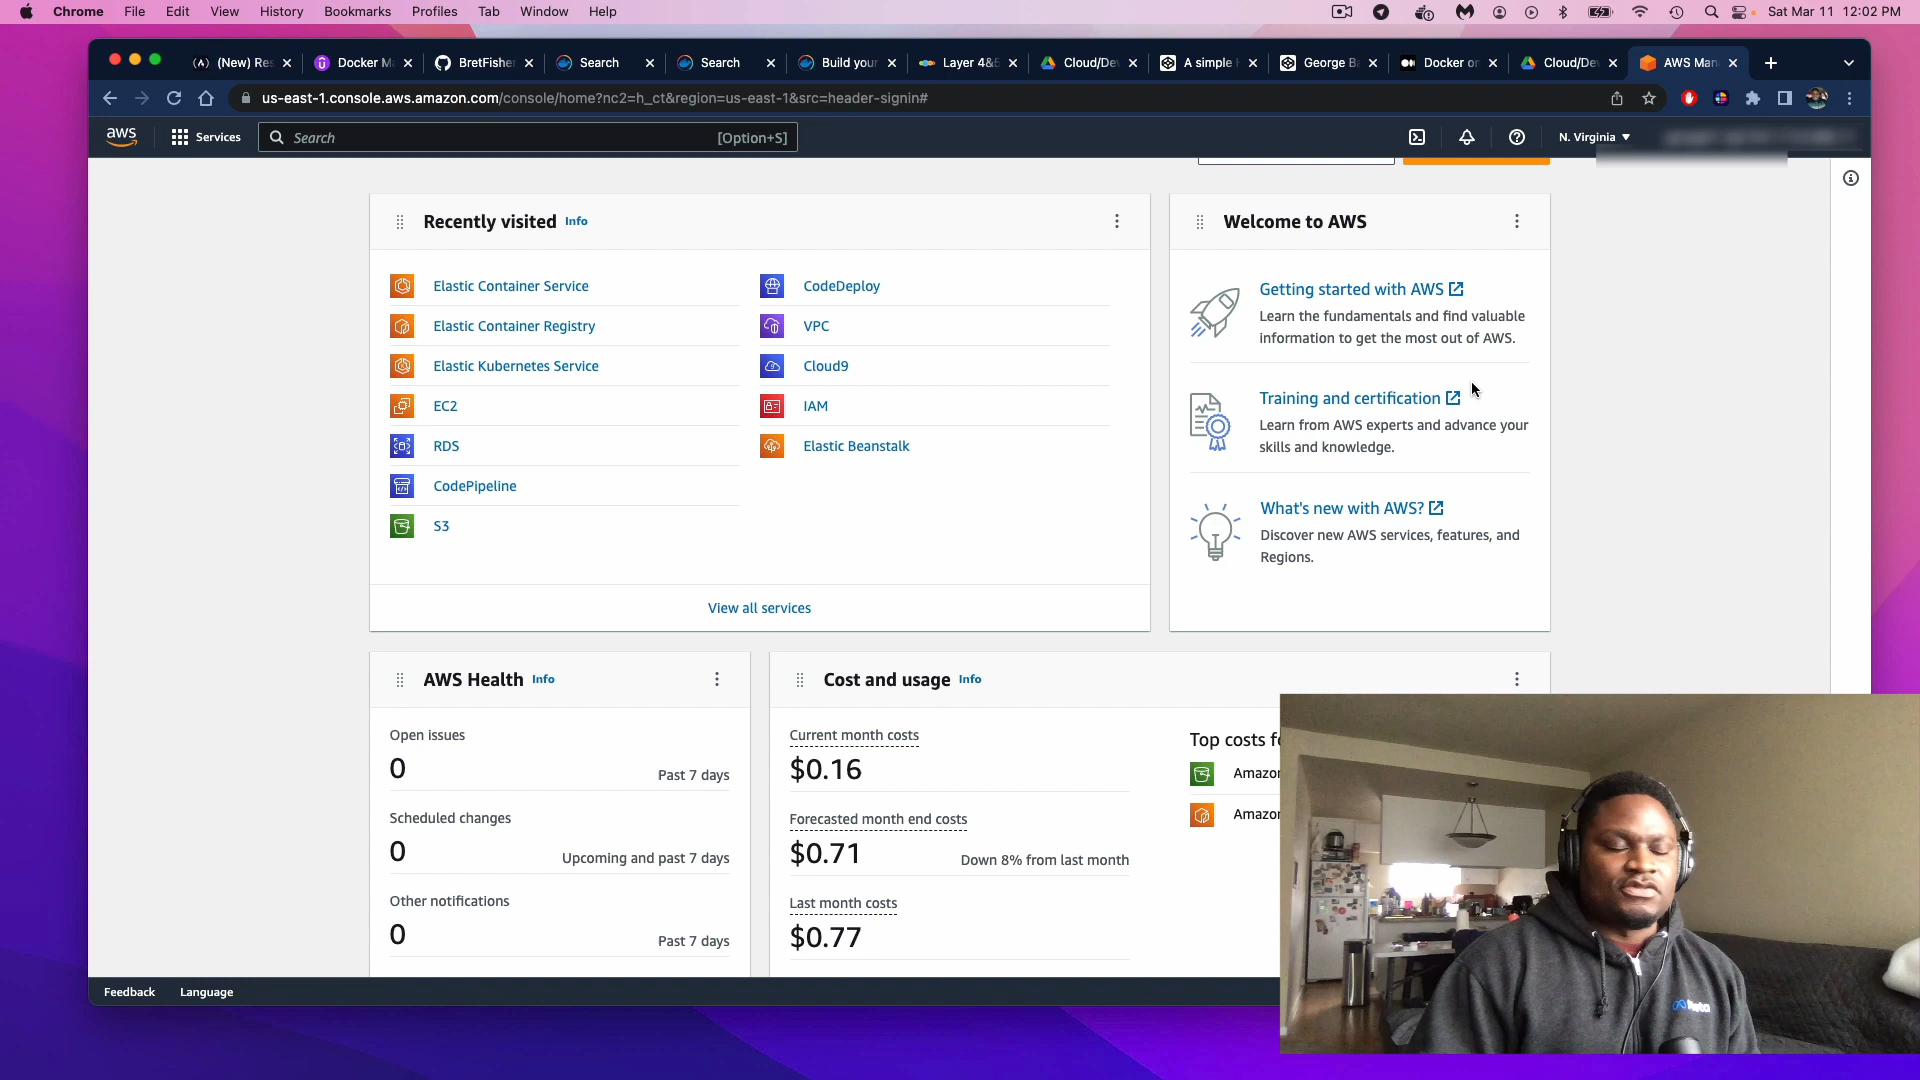 Chrome File Edit View History Bookmarks Profiles Tab Window Help Sat Mar 11 12:02 PM
(New) Re Docker M BretFishe Search Search Build your Layer 4& Cloud/De A simple George B Docker or Cloud/De AWS Man
us-east-1.console.aws.amazon.com/console/home?nc2=h_ct&region=us-east-1&src=header-signin#
aws Services Search [Option+S] N. Virginia
Recently visited Info
Elastic Container Service
Elastic Container Registry
Elastic Kubernetes Service
EC2
RDS
CodePipeline
S3
CodeDeploy
VPC
Cloud9
IAM
Elastic Beanstalk
View all services
Welcome to AWS
Getting started with AWS
Learn the fundamentals and find valuable
information to get the most out of AWS.
Training and certification
Learn from AWS experts and advance your
skills and knowledge.
What's new with AWS?
Discover new AWS services, features, and
Regions.
AWS Health Info
Open issues
0 Past 7 days
Scheduled changes
0 Upcoming and past 7 days
Other notifications
0 Past 7 days
Cost and usage Info
Current month costs
$0.16
Forecasted month end costs
$0.71 Down 8% from last month
Last month costs
$0.77
Top costs f
Amazon
Amazon
Meta
Feedback Language